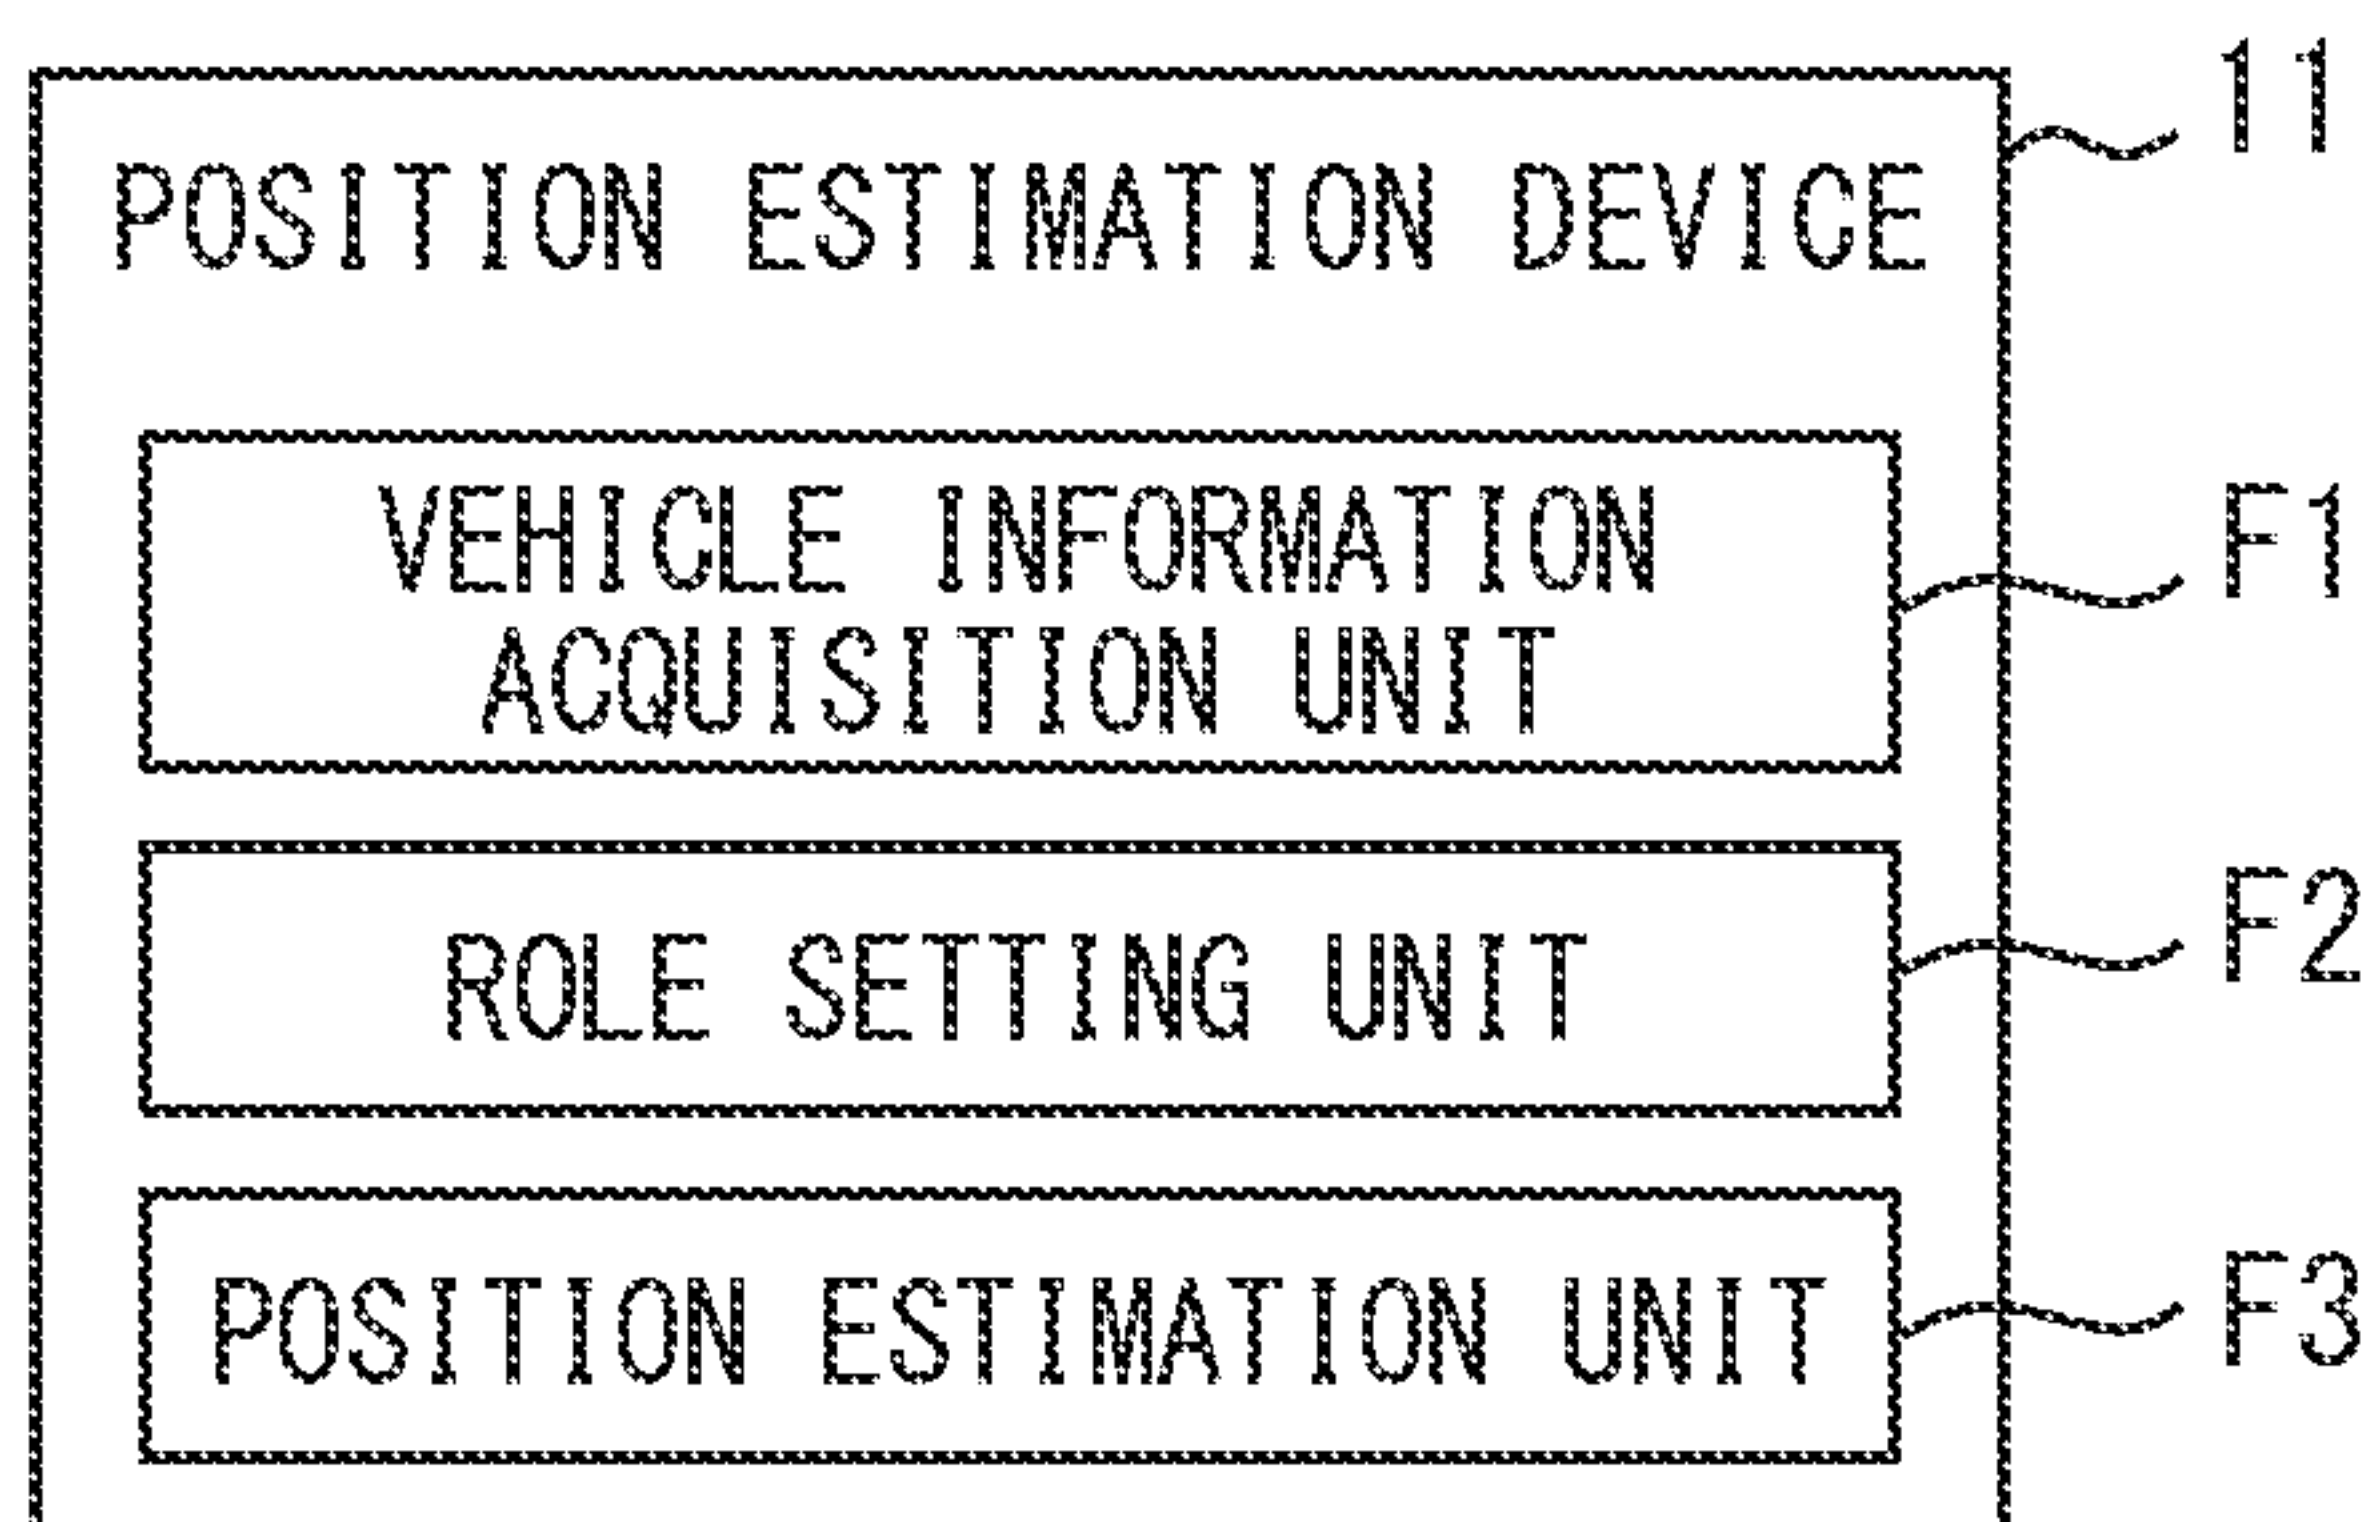 11
POSITION ESTIMATION DEVICE
VEHICLE INFORMATION
ACQUISITION UNIT
F1
ROLE SETTING UNIT
F2
POSITION ESTIMATION UNIT
F3